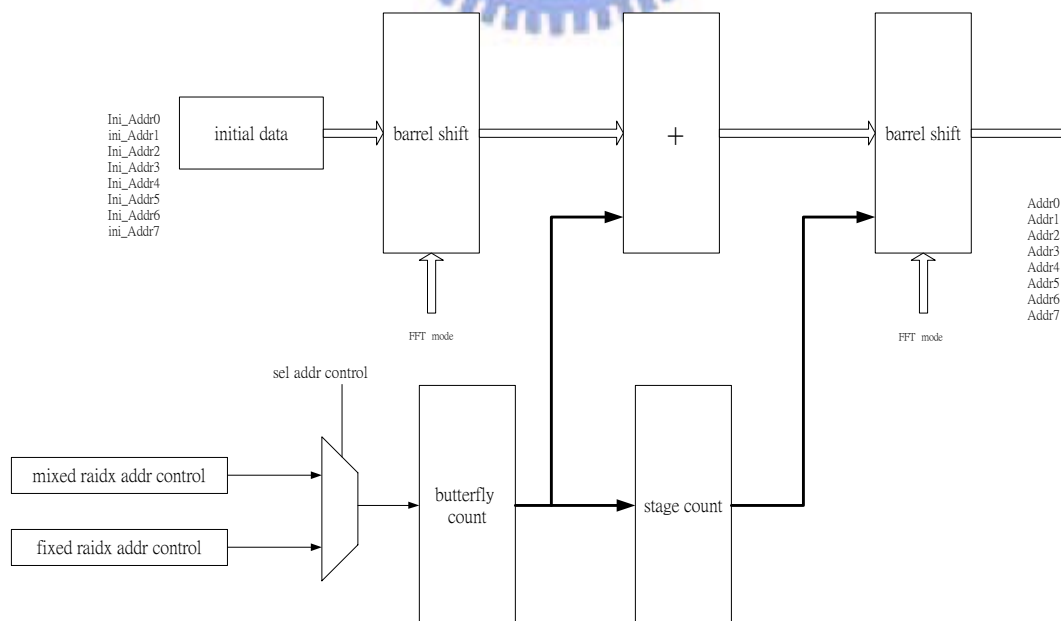 Ini_Addr0
ini_Addr1
Ini_Addr2
Ini_Addr3
Ini_Addr4
Ini_Addr5
Ini_Addr6
ini_Addr7
initial data
barrel shift
+
barrel shift
Addr0
Addr1
Addr2
Addr3
Addr4
Addr5
Addr6
Addr7
FFT mode
FFT mode
sel addr control
mixed raidx addr control
fixed raidx addr control
butterfly
count
stage count